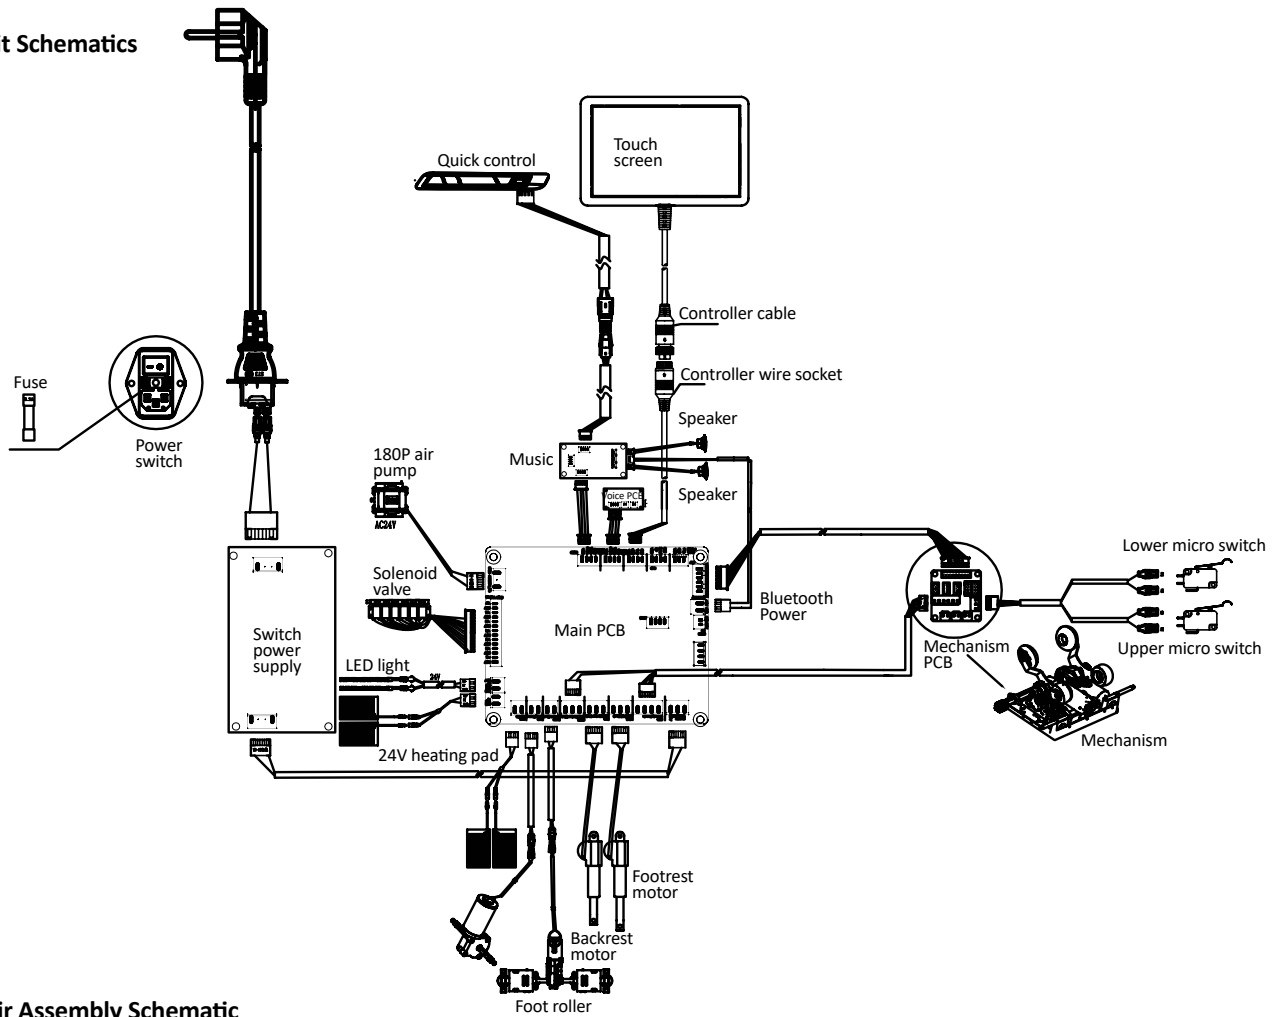 it Schematics
Touch
screen
Quick control
Controller cable
Controller wire socket
Fuse
Power
switch
Speaker
180P air
pump
Music
Speaker
Voice PCB
AC24V
Lower micro switch
Solenoid
valve
Bluetooth
Power
Main PCB
Switch
power
supply
Mechanism
PCB
Upper micro switch
LED light
24V
Mechanism
24V heating pad
Footrest
motor
Backrest
motor
Foot roller
ir Assembly Schematic